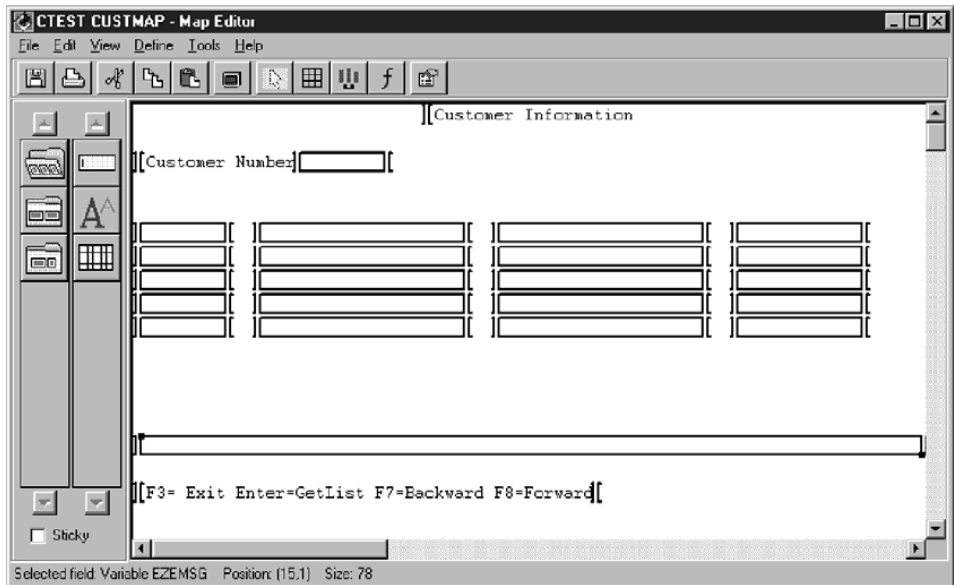 CTEST CUSTMAP - Map Editor
File Edit View Define Tools Help
][Customer Information
][Customer Number][
A A
][F3= Exit Enter=GetList F7=Backward F8=Forward][
Sticky
Selected field: Variable EZEMSG Position: (15,1) Size: 78